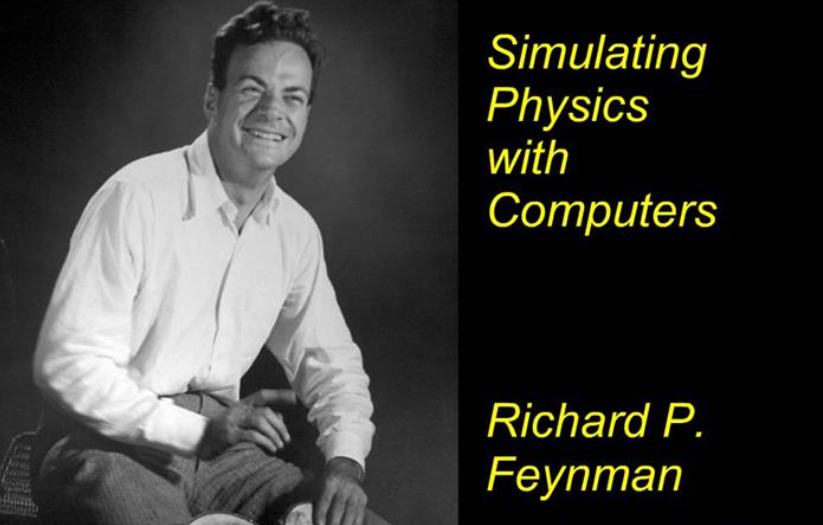 Simulating
Physics
with
Computers
Richard P.
Feynman